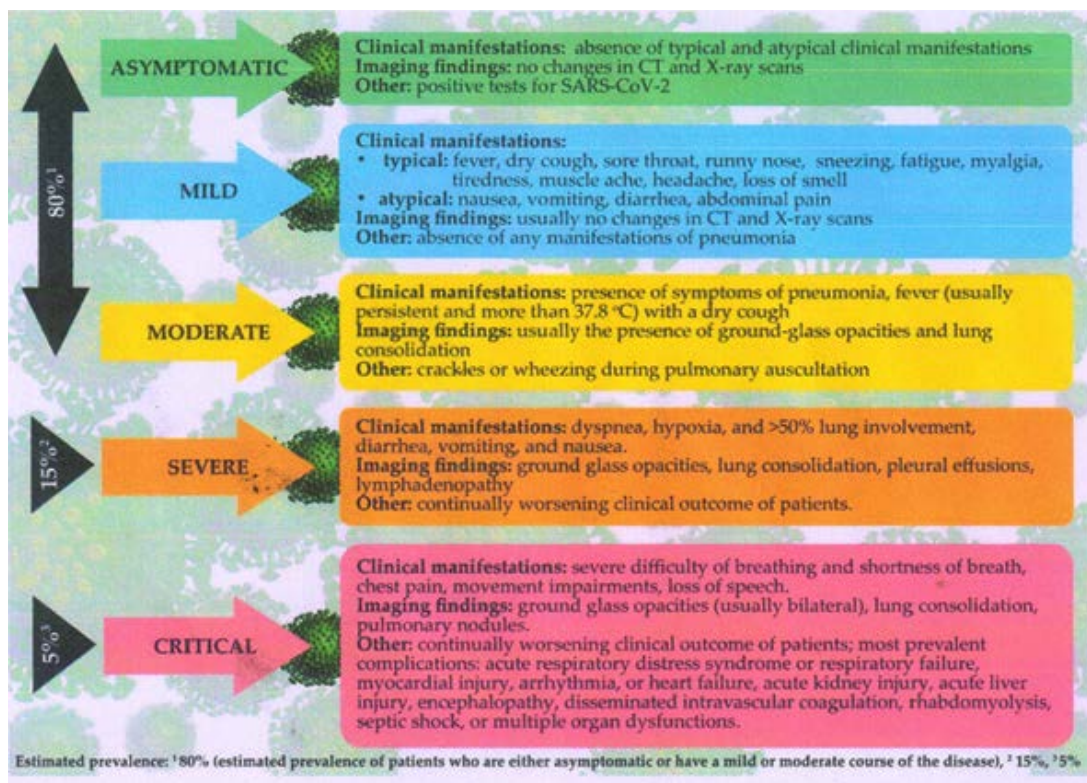 ASYMPTOMATIC
Clinical manifestations: absence of typical and atypical clinical manifestations
Imaging findings: no changes in CT and X-ray scans
Other: positive tests for SARS-CoV-2
80%¹
MILD
Clinical manifestations:
• typical: fever, dry cough, sore throat, runny nose, sneezing, fatigue, myalgia,
tiredness, muscle ache, headache, loss of smell
• atypical: nausea, vomiting, diarrhea, abdominal pain
Imaging findings: usually no changes in CT and X-ray scans
Other: absence of any manifestations of pneumonia
MODERATE
Clinical manifestations: presence of symptoms of pneumonia, fever (usually
persistent and more than 37.8 °C) with a dry cough
Imaging findings: usually the presence of ground-glass opacities and lung
consolidation
Other: crackles or wheezing during pulmonary auscultation
15%²
SEVERE
Clinical manifestations: dyspnea, hypoxia, and >50% lung involvement,
diarrhea, vomiting, and nausea.
Imaging findings: ground glass opacities, lung consolidation, pleural effusions,
lymphadenopathy
Other: continually worsening clinical outcome of patients.
5%³
CRITICAL
Clinical manifestations: severe difficulty of breathing and shortness of breath,
chest pain, movement impairments, loss of speech.
Imaging findings: ground glass opacities (usually bilateral), lung consolidation,
pulmonary nodules.
Other: continually worsening clinical outcome of patients; most prevalent
complications: acute respiratory distress syndrome or respiratory failure,
myocardial injury, arrhythmia, or heart failure, acute kidney injury, acute liver
injury, encephalopathy, disseminated intravascular coagulation, rhabdomyolysis,
septic shock, or multiple organ dysfunctions.
Estimated prevalence: ¹ 80% (estimated prevalence of patients who are either asymptomatic or have a mild or moderate course of the disease), ² 15%, ³ 5%